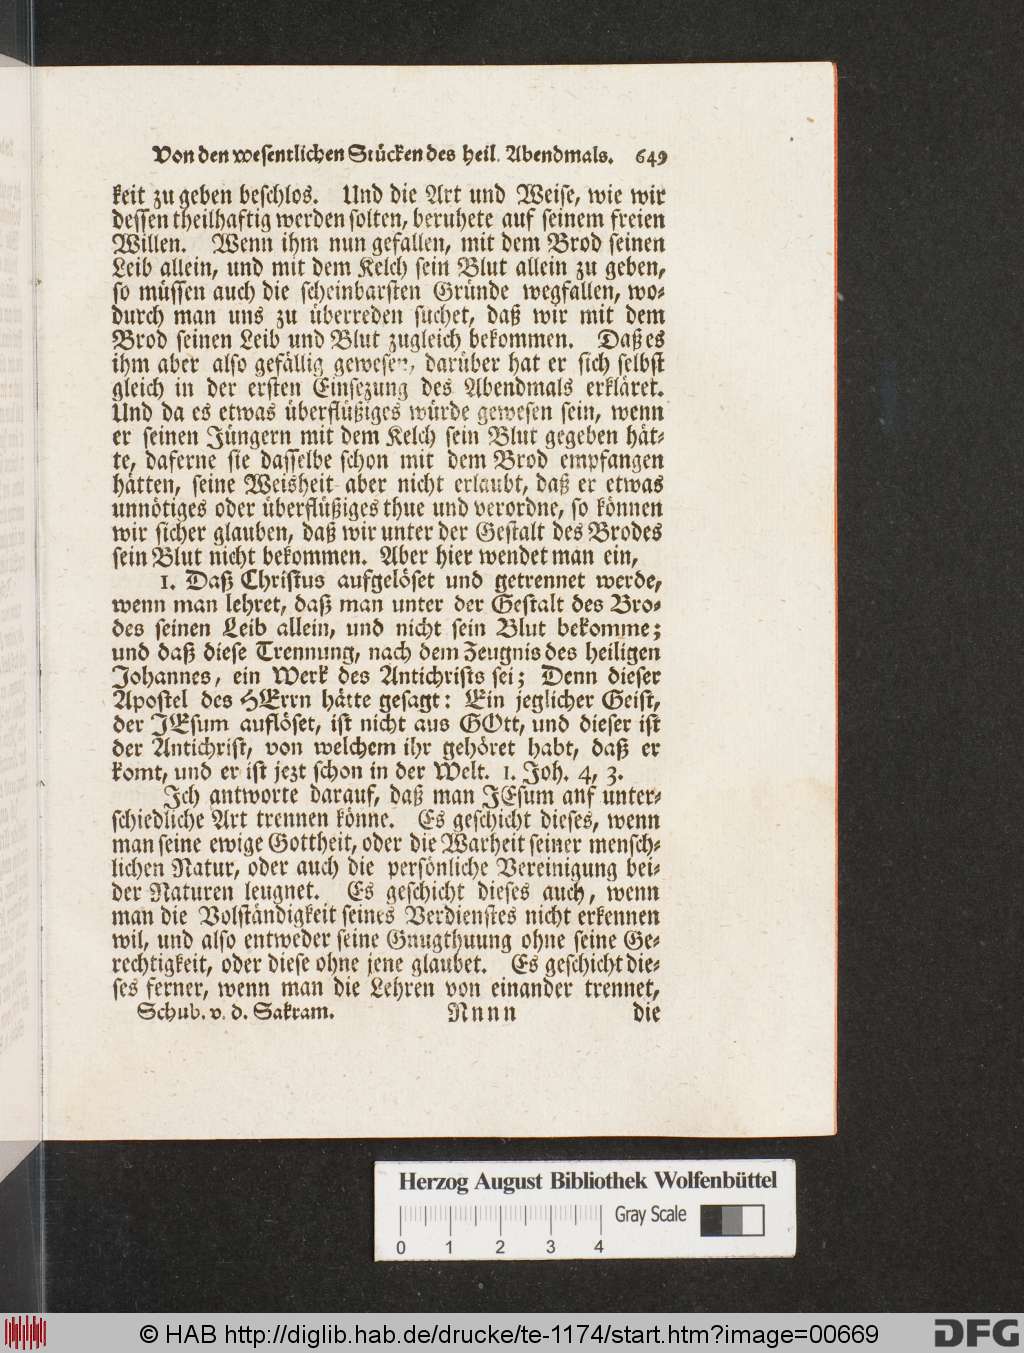 Von den wesentlichen Stücken des heil. Abendmals. 649
keit zu geben beschlos. Und die Art und Weise, wie wir
dessen theilhaftig werden solten, beruhete auf seinem freien
Willen. Wenn ihm nun gefallen, mit dem Brod seinen
Leib allein, und mit dem Kelch sein Blut allein zu geben,
so müssen auch die scheinbarsten Gründe wegfallen, wo-
durch man uns zu überreden suchet, daß wir mit dem
Brod seinen Leib und Blut zugleich bekommen. Daß es
ihm aber also gefällig gewesen, darüber hat er sich selbst
gleich in der ersten Einsezung des Abendmals erkläret.
Und da es etwas überflüßiges würde gewesen sein, wenn
er seinen Jüngern mit dem Kelch sein Blut gegeben hät-
te, daferne sie dasselbe schon mit dem Brod empfangen
hätten, seine Weisheit aber nicht erlaubt, daß er etwas
unnötiges oder überflüßiges thue und verordne, so können
wir sicher glauben, daß wir unter der Gestalt des Brodes
sein Blut nicht bekommen. Aber hier wendet man ein,
1. Daß Christus aufgelöset und getrennet werde,
wenn man lehret, daß man unter der Gestalt des Bro-
des seinen Leib allein, und nicht sein Blut bekomme;
und daß diese Trennung, nach dem Zeugnis des heiligen
Johannes, ein Werk des Antichrists sei; Denn dieser
Apostel des HErrn hätte gesagt: Ein jeglicher Geist,
der JEsum auflöset, ist nicht aus GOtt, und dieser ist
der Antichrist, von welchem ihr gehöret habt, daß er
komt, und er ist jezt schon in der Welt. 1. Joh. 4, 3.
Ich antworte darauf, daß man JEsum anf unter-
schiedliche Art trennen könne. Es geschicht dieses, wenn
man seine ewige Gottheit, oder die Warheit seiner mensch-
lichen Natur, oder auch die persönliche Vereinigung bei-
der Naturen leugnet. Es geschicht dieses auch, wenn
man die Volständigkeit seines Verdienstes nicht erkennen
wil, und also entweder seine Gnugthuung ohne seine Ge-
rechtigkeit, oder diese ohne jene glaubet. Es geschicht die-
ses ferner, wenn man die Lehren von einander trennet,
Schub. v. d. Sakram. Nnnn die
Herzog August Bibliothek Wolfenbüttel
Gray Scale
0 1 2 3 4
© HAB http://diglib.hab.de/drucke/te-1174/start.htm?image=00669
DFG